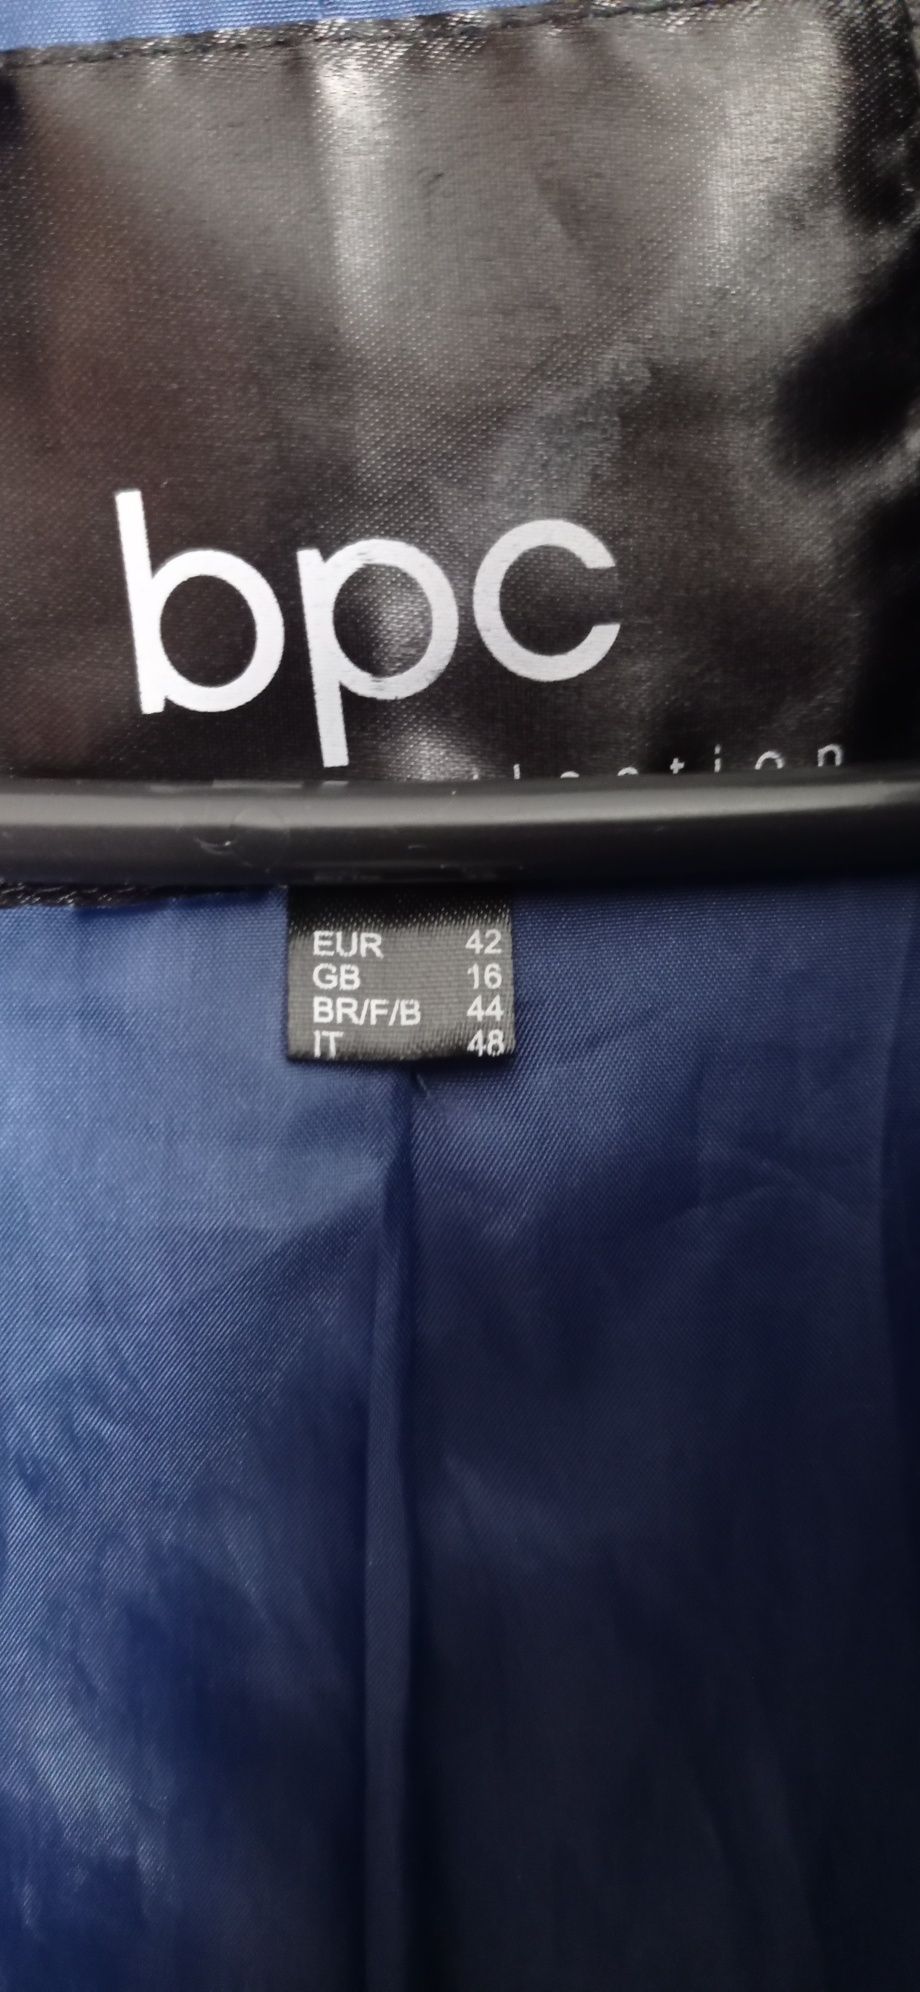 bpc
EUR 42
GB 16
BR/F/B 44
IT 48